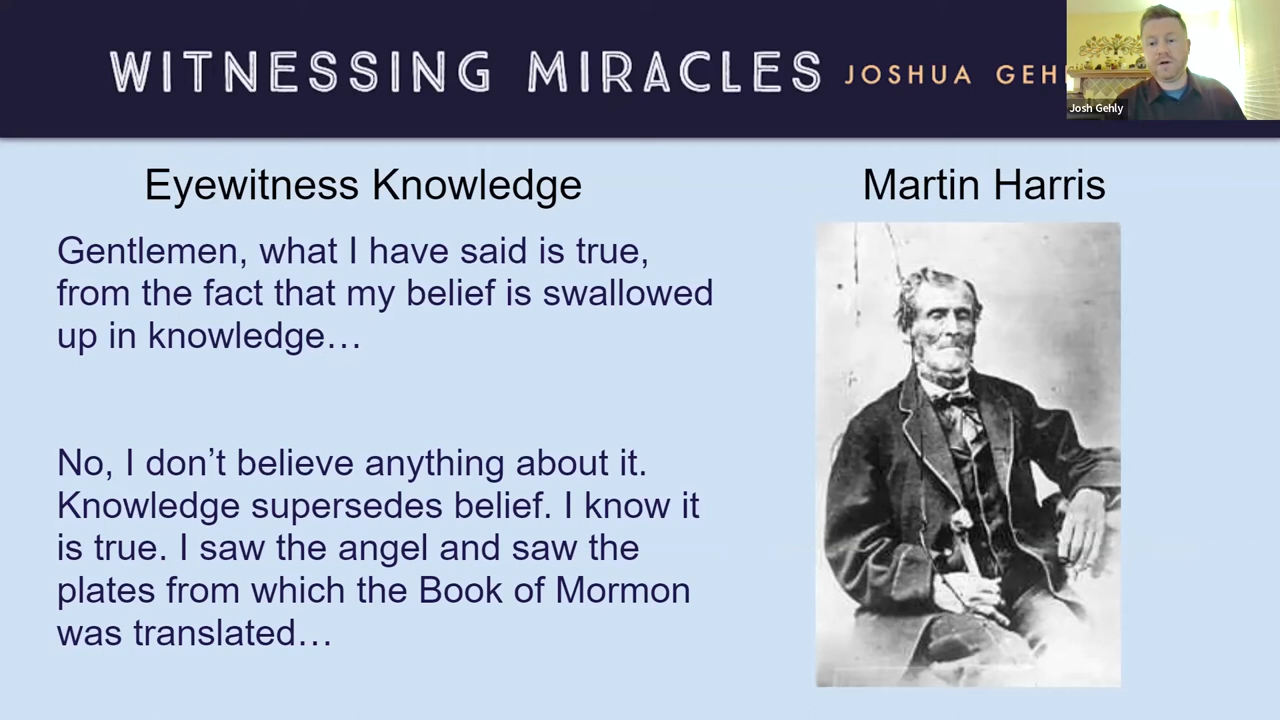 WITNESSING MIRACLES JOSHUA GEH
Josh Gehly
Eyewitness Knowledge
Martin Harris
Gentlemen, what I have said is true,
from the fact that my belief is swallowed
up in knowledge…
No, I don’t believe anything about it.
Knowledge supersedes belief. I know it
is true. I saw the angel and saw the
plates from which the Book of Mormon
was translated…